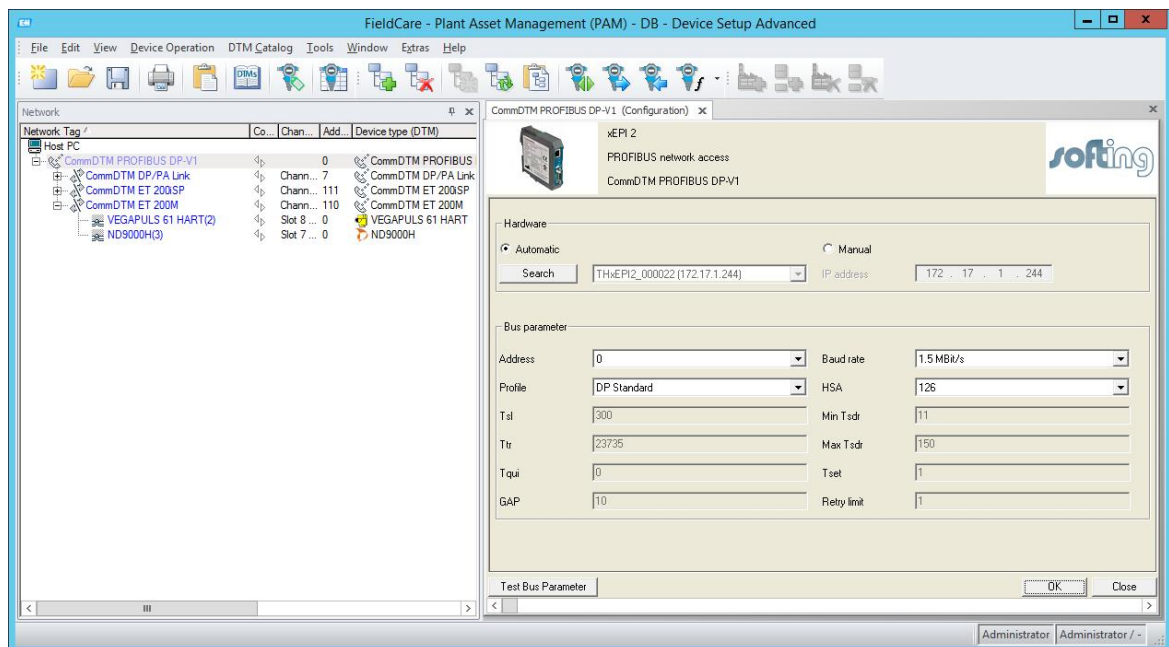 FieldCare - Plant Asset Management (PAM) - DB - Device Setup Advanced
File Edit View Device Operation DTM Catalog Tools Window Extras Help
DTMs
Network
Network Tag Co... Chan... Add... Device type (DTM)
Host PC
CommDTM PROFIBUS DP-V1 0 CommDTM PROFIBUS
CommDTM DP/PA Link Chann... 7 CommDTM DP/PA Link
CommDTM ET 200iSP Chann... 111 CommDTM ET 200iSP
CommDTM ET 200M Chann... 110 CommDTM ET 200M
VEGAPULS 61 HART(2) Slot 8 ... 0 VEGAPULS 61 HART
ND9000H(3) Slot 7 ... 0 ND9000H
CommDTM PROFIBUS DP-V1 (Configuration)
xEPI 2
PROFIBUS network access
CommDTM PROFIBUS DP-V1
softing
Hardware
Automatic Manual
Search THxEPI2_000022 (172.17.1.244) IP address 172 . 17 . 1 . 244
Bus parameter
Address 0 Baud rate 1.5 MBit/s
Profile DP Standard HSA 126
Tsl 300 Min Tsdr 11
Ttr 23735 Max Tsdr 150
Tqui 0 Tset 1
GAP 10 Retry limit 1
Test Bus Parameter OK Close
Administrator Administrator / -